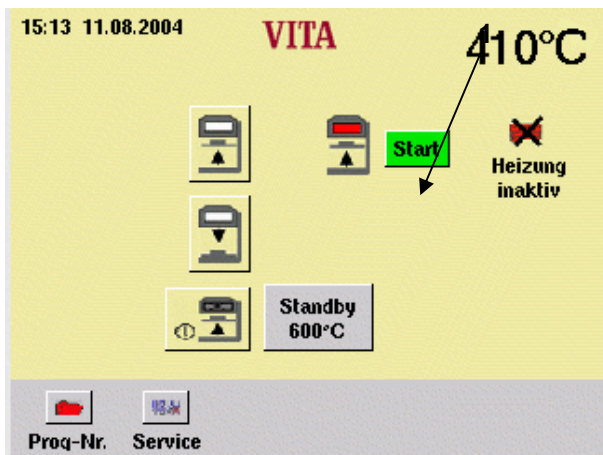 15:13 11.08.2004
VITA
410°C
Start
Heizung
inaktiv
Standby
600°C
Prog-Nr.
Service